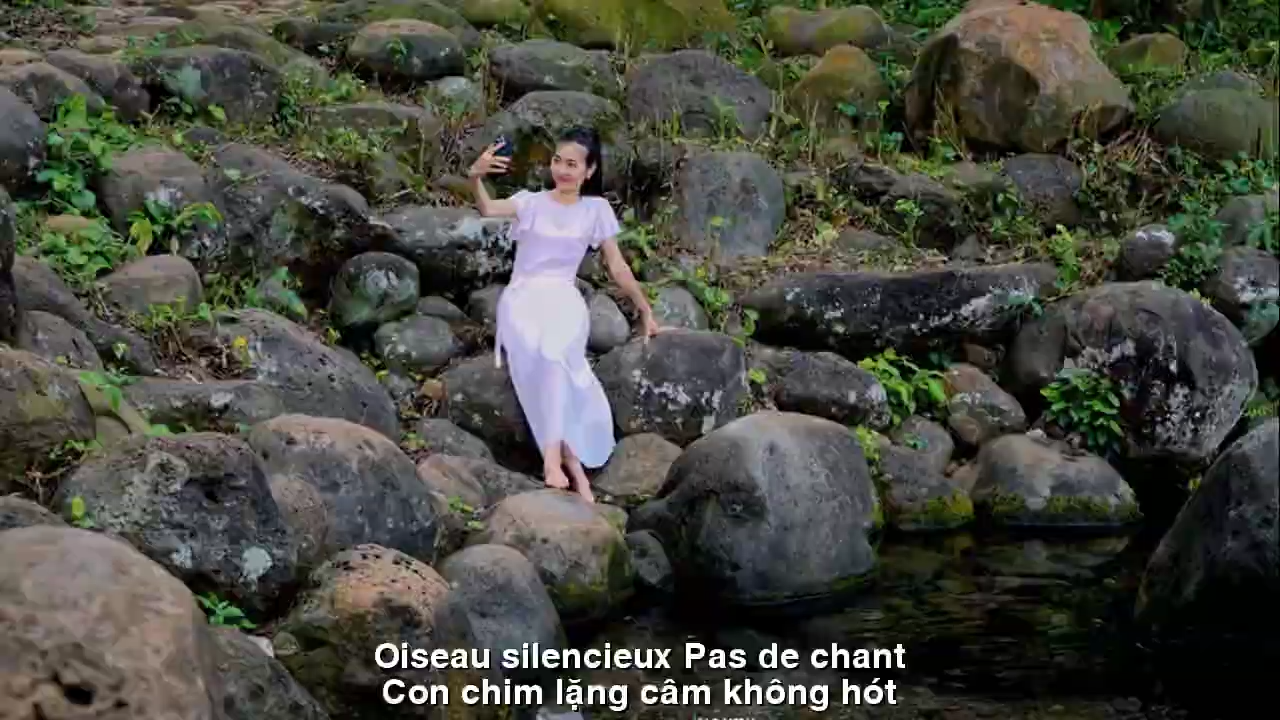 Oiseau silencieux Pas de chant
Con chim lặng câm không hót